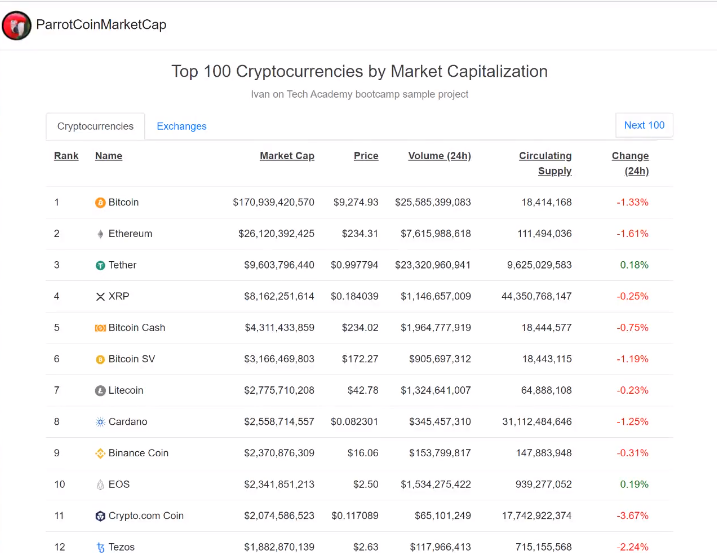 ParrotCoinMarketCap
Top 100 Cryptocurrencies by Market Capitalization
Ivan on Tech Academy bootcamp sample project
Cryptocurrencies Exchanges Next 100
Rank Name Market Cap Price Volume (24h) Circulating Supply Change (24h)
1 Bitcoin $170,939,420,570 $9,274.93 $25,585,399,083 18,414,168 -1.33%
2 Ethereum $26,120,392,425 $234.31 $7,615,988,618 111,494,036 -1.61%
3 Tether $9,603,796,440 $0.997794 $23,320,960,941 9,625,029,583 0.18%
4 XRP $8,162,251,614 $0.184039 $1,146,657,009 44,350,768,147 -0.25%
5 Bitcoin Cash $4,311,433,859 $234.02 $1,964,777,919 18,444,577 -0.75%
6 Bitcoin SV $3,166,469,803 $172.27 $905,697,312 18,443,115 -1.19%
7 Litecoin $2,775,710,208 $42.78 $1,324,641,007 64,888,108 -0.23%
8 Cardano $2,558,714,557 $0.082301 $345,457,310 31,112,484,646 -1.25%
9 Binance Coin $2,370,876,309 $16.06 $153,799,817 147,883,948 -0.31%
10 EOS $2,341,851,213 $2.50 $1,534,275,422 939,277,052 0.19%
11 Crypto.com Coin $2,074,586,523 $0.117089 $65,101,249 17,742,922,374 -3.67%
12 Tezos $1,882,870,139 $2.63 $117,966,413 715,155,568 -2.24%